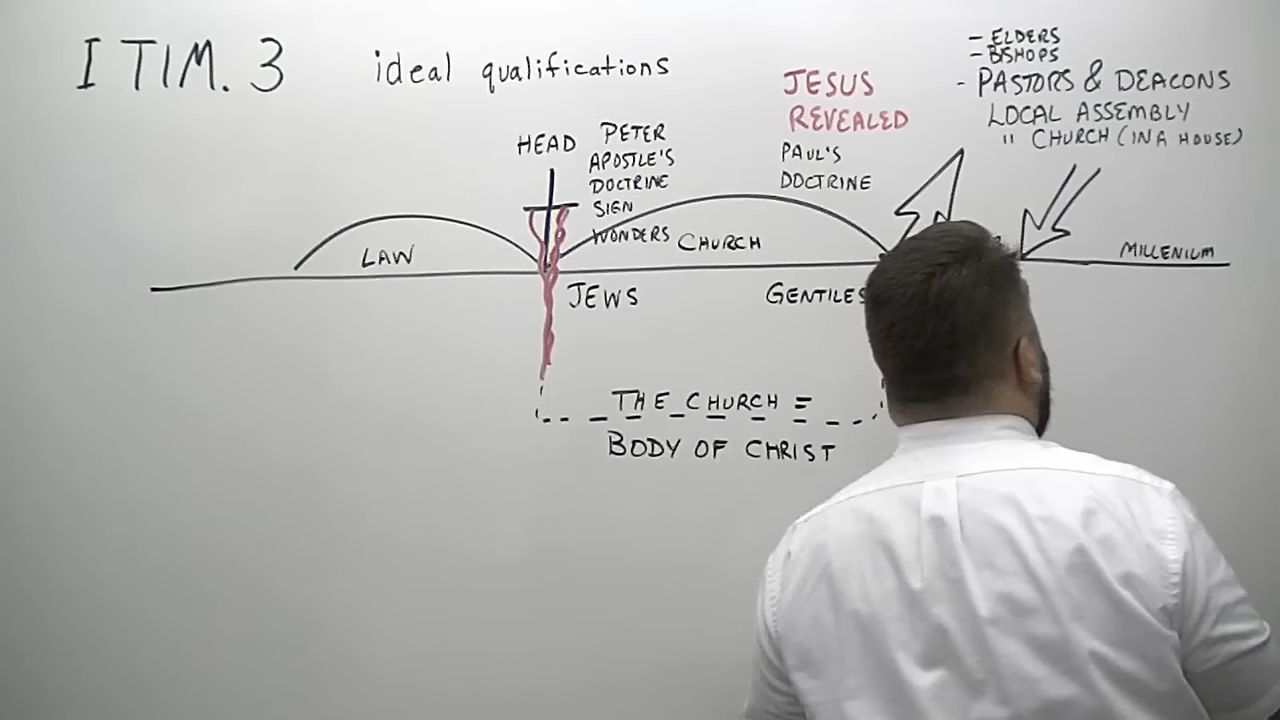 I TIM. 3 ideal qualifications
- ELDERS
- BISHOPS
- PASTORS & DEACONS
LOCAL ASSEMBLY
" CHURCH (IN A HOUSE)
JESUS
REVEALED
PAUL'S
DOCTRINE
HEAD
PETER
APOSTLE'S
DOCTRINE
SIGN
WONDERS
LAW
CHURCH
MILLENIUM
JEWS
GENTILES
THE CHURCH =
BODY OF CHRIST